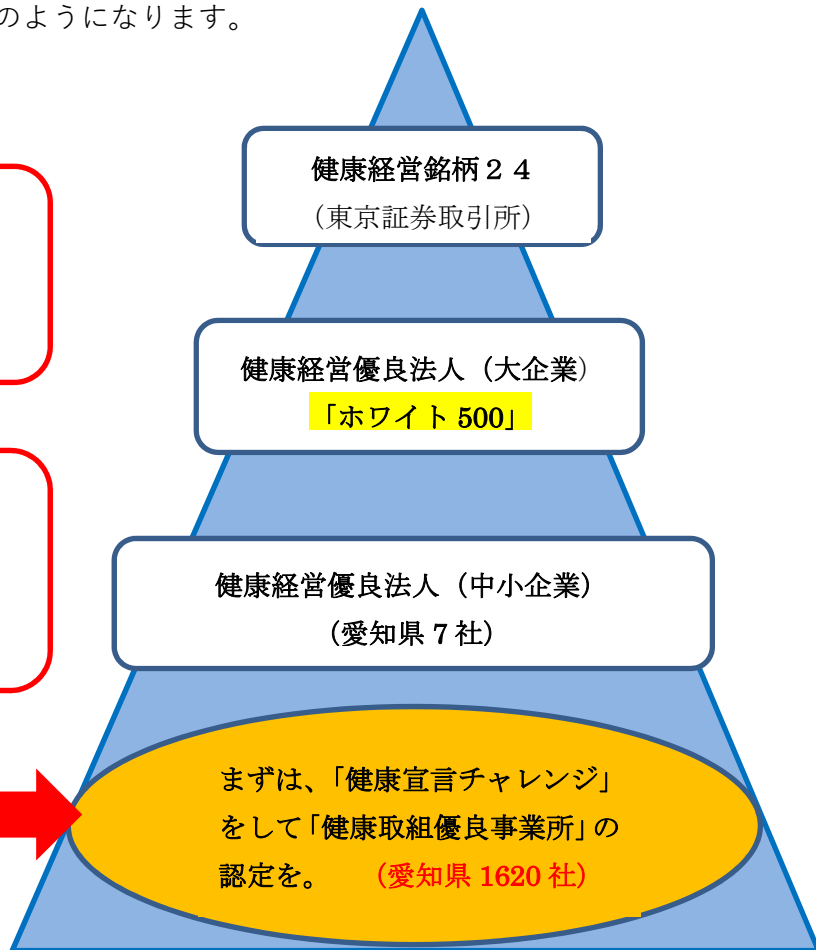 のようになります。
健康経営銘柄２４
（東京証券取引所）
健康経営優良法人（大企業）
「ホワイト 500」
健康経営優良法人（中小企業）
（愛知県 7 社）
まずは、「健康宣言チャレンジ」
をして「健康取組優良事業所」の
認定を。　（愛知県 1620 社）